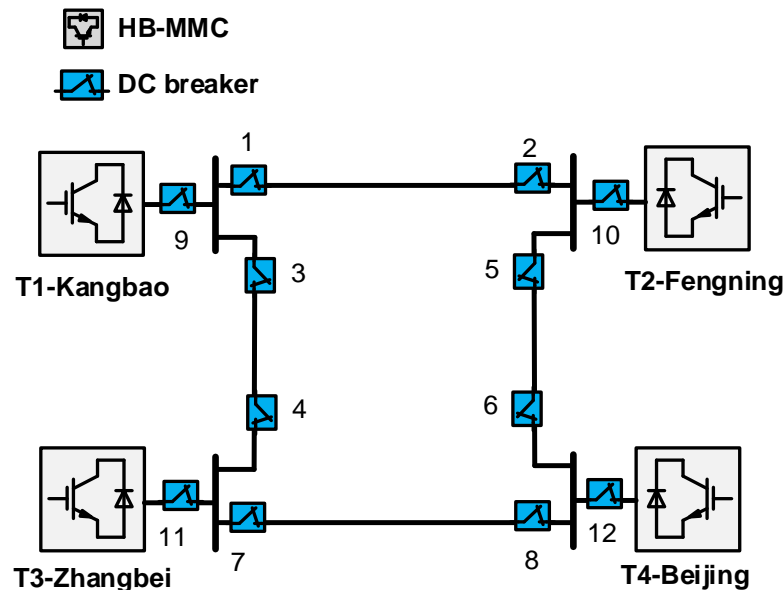 HB-MMC
DC breaker
1
2
9
10
T1-Kangbao
3
5
T2-Fengning
4
6
11
12
T3-Zhangbei
7
8
T4-Beijing